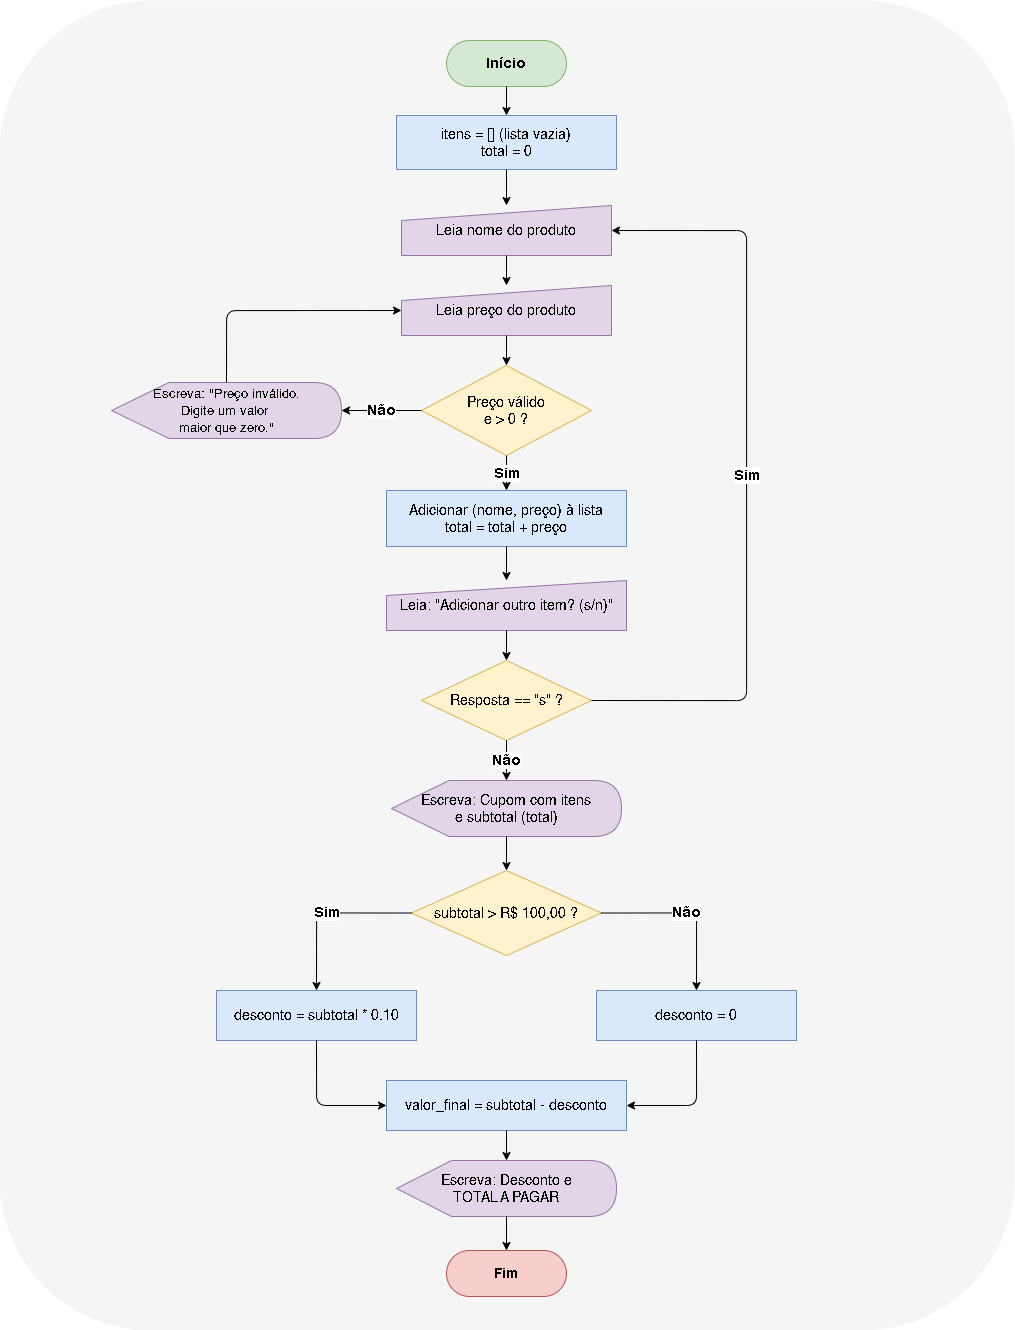 Início
itens = [] (lista vazia)
total = 0
Leia nome do produto
Leia preço do produto
Preço válido
e > 0 ?
Não
Escreva: "Preço inválido.
Digite um valor
maior que zero."
Sim
Sim
Adicionar (nome, preço) à lista
total = total + preço
Leia: "Adicionar outro item? (s/n)"
Resposta == "s" ?
Não
Escreva: Cupom com itens
e subtotal (total)
subtotal > R$ 100,00 ?
Sim
Não
desconto = subtotal * 0.10
desconto = 0
valor_final = subtotal - desconto
Escreva: Desconto e
TOTAL A PAGAR
Fim